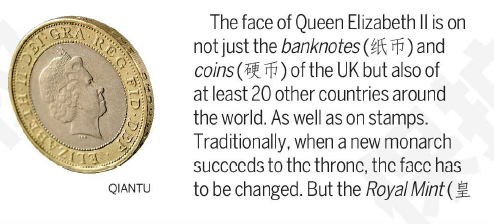 ELIZABETH·II·DEI·GRA·REG·FID·DEF
QIANTU
The face of Queen Elizabeth II is on
not just the banknotes (纸币) and
coins (硬币) of the UK but also of
at least 20 other countries around
the world. As well as on stamps.
Traditionally, when a new monarch
succeeds to the throne, the face has
to be changed. But the Royal Mint (皇